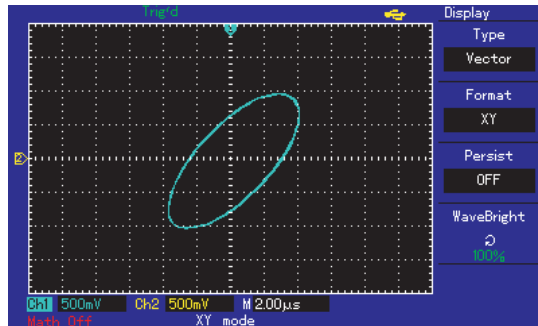 Trig'd
Display
Type
Vector
Format
XY
Persist
OFF
WaveBright
100%
2
Ch1 500mV Ch2 500mV M 2.00µs
Math Off XY mode